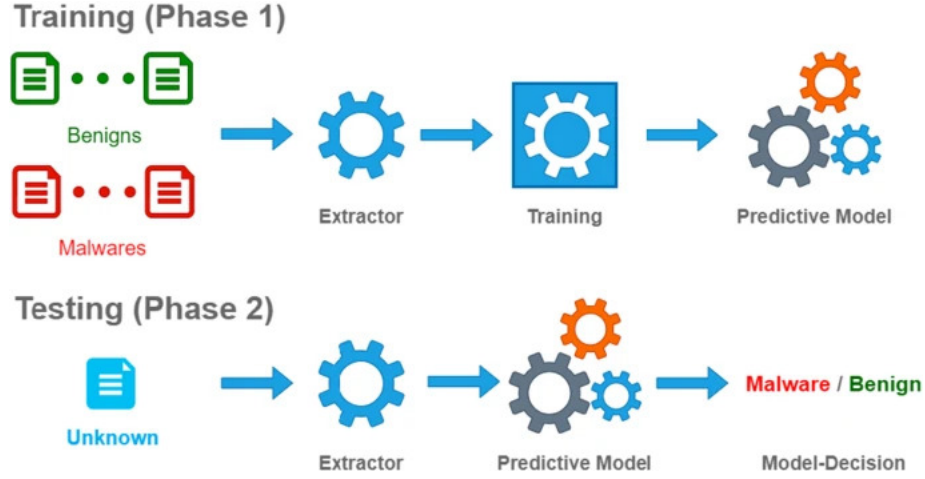 Training (Phase 1)
Benigns
Malwares
Extractor
Training
Predictive Model
Testing (Phase 2)
Unknown
Extractor
Predictive Model
Malware / Benign
Model-Decision